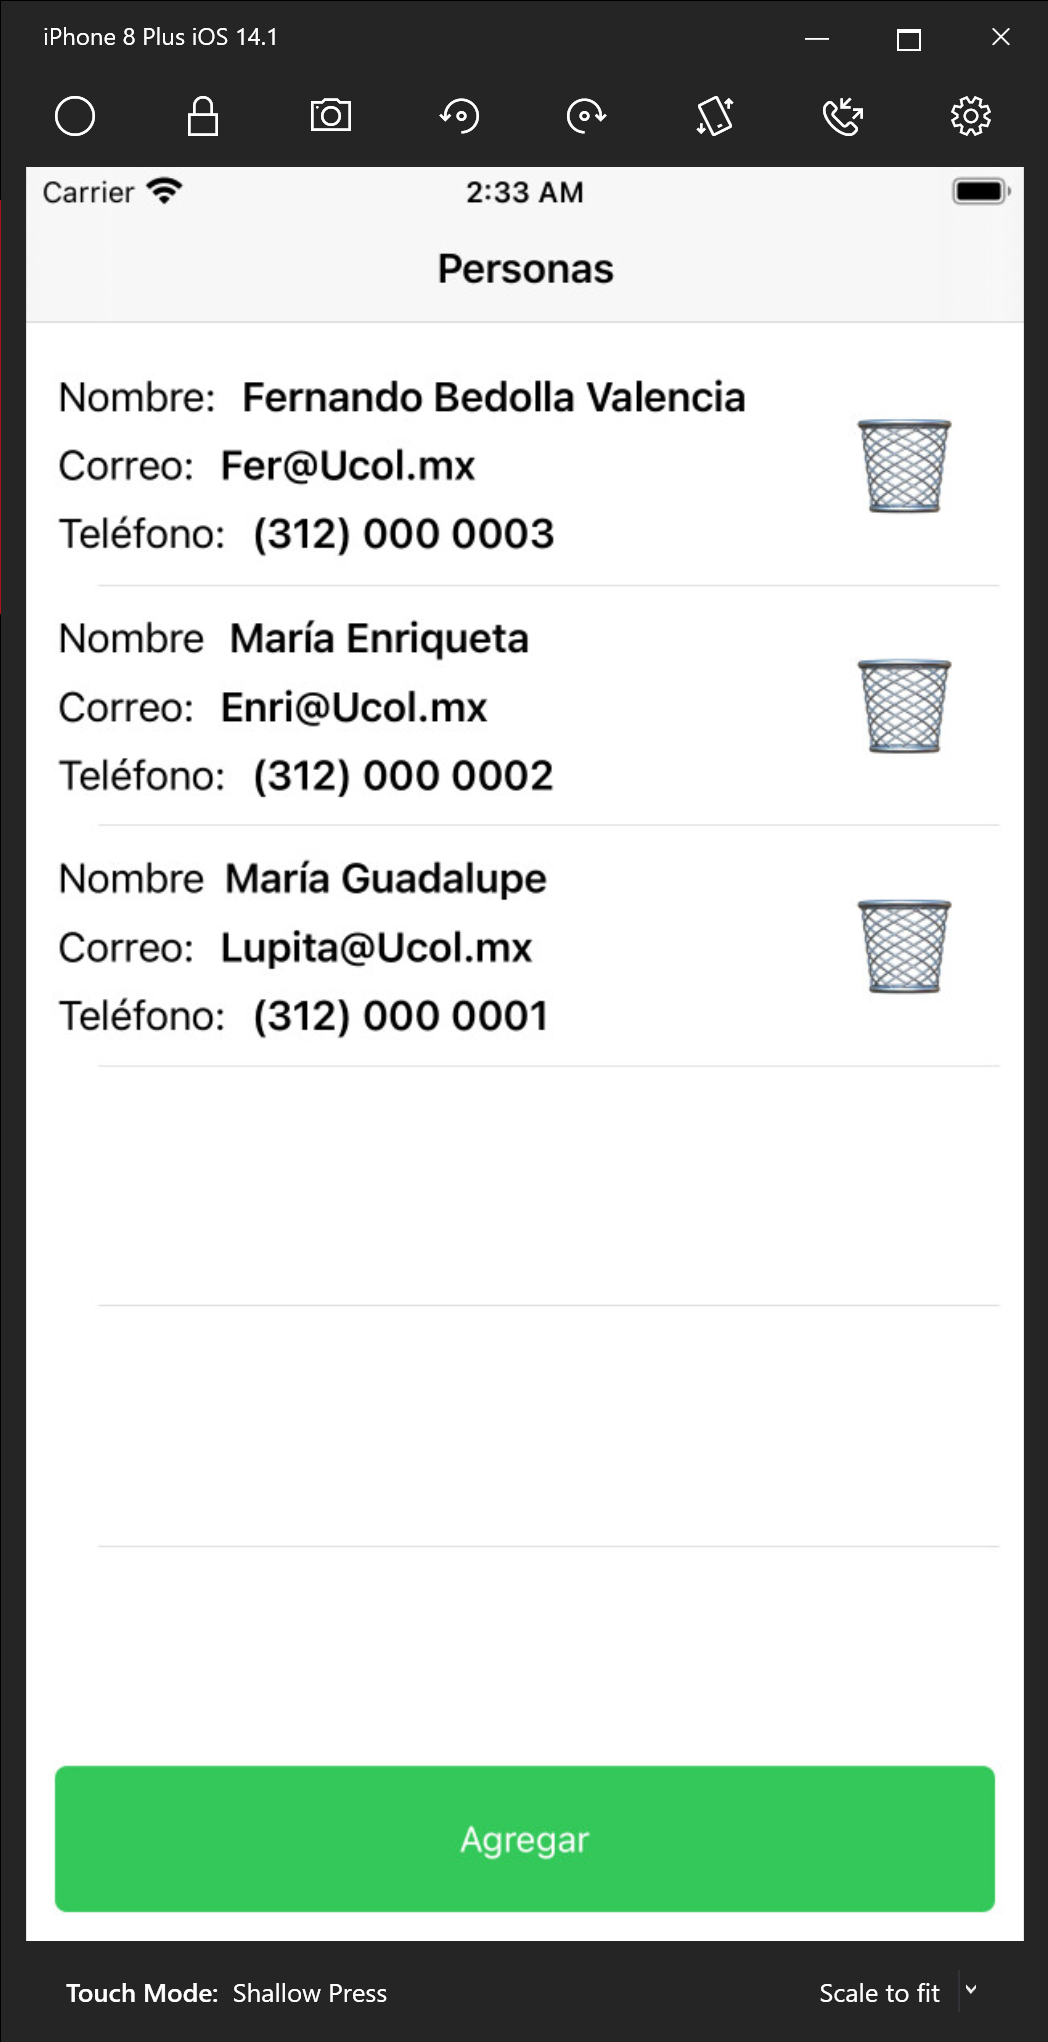 iPhone 8 Plus iOS 14.1
Carrier 2:33 AM
Personas
Nombre: Fernando Bedolla Valencia
Correo: Fer@Ucol.mx
Teléfono: (312) 000 0003
Nombre María Enriqueta
Correo: Enri@Ucol.mx
Teléfono: (312) 000 0002
Nombre María Guadalupe
Correo: Lupita@Ucol.mx
Teléfono: (312) 000 0001
Agregar
Touch Mode: Shallow Press Scale to fit